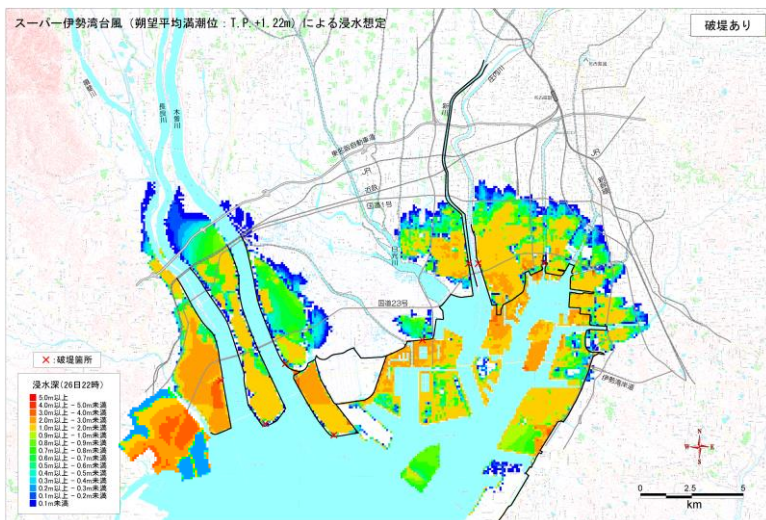 スーパー伊勢湾台風（朔望平均満潮位：T.P.+1.22m）による浸水想定
破堤あり
揖斐川
長良川
木曽川
新川
庄内川
東名阪自動車道
JR
近鉄
国道1号
JR
日光川
国道23号
伊勢湾岸道
×:破堤箇所
浸水深(26日22時)
5.0m以上
4.0m以上 - 5.0m未満
3.0m以上 - 4.0m未満
2.0m以上 - 3.0m未満
1.0m以上 - 2.0m未満
0.9m以上 - 1.0m未満
0.8m以上 - 0.9m未満
0.7m以上 - 0.8m未満
0.6m以上 - 0.7m未満
0.5m以上 - 0.6m未満
0.4m以上 - 0.5m未満
0.3m以上 - 0.4m未満
0.2m以上 - 0.3m未満
0.1m以上 - 0.2m未満
0.1m未満
N
W
E
S
0 2.5 5
km